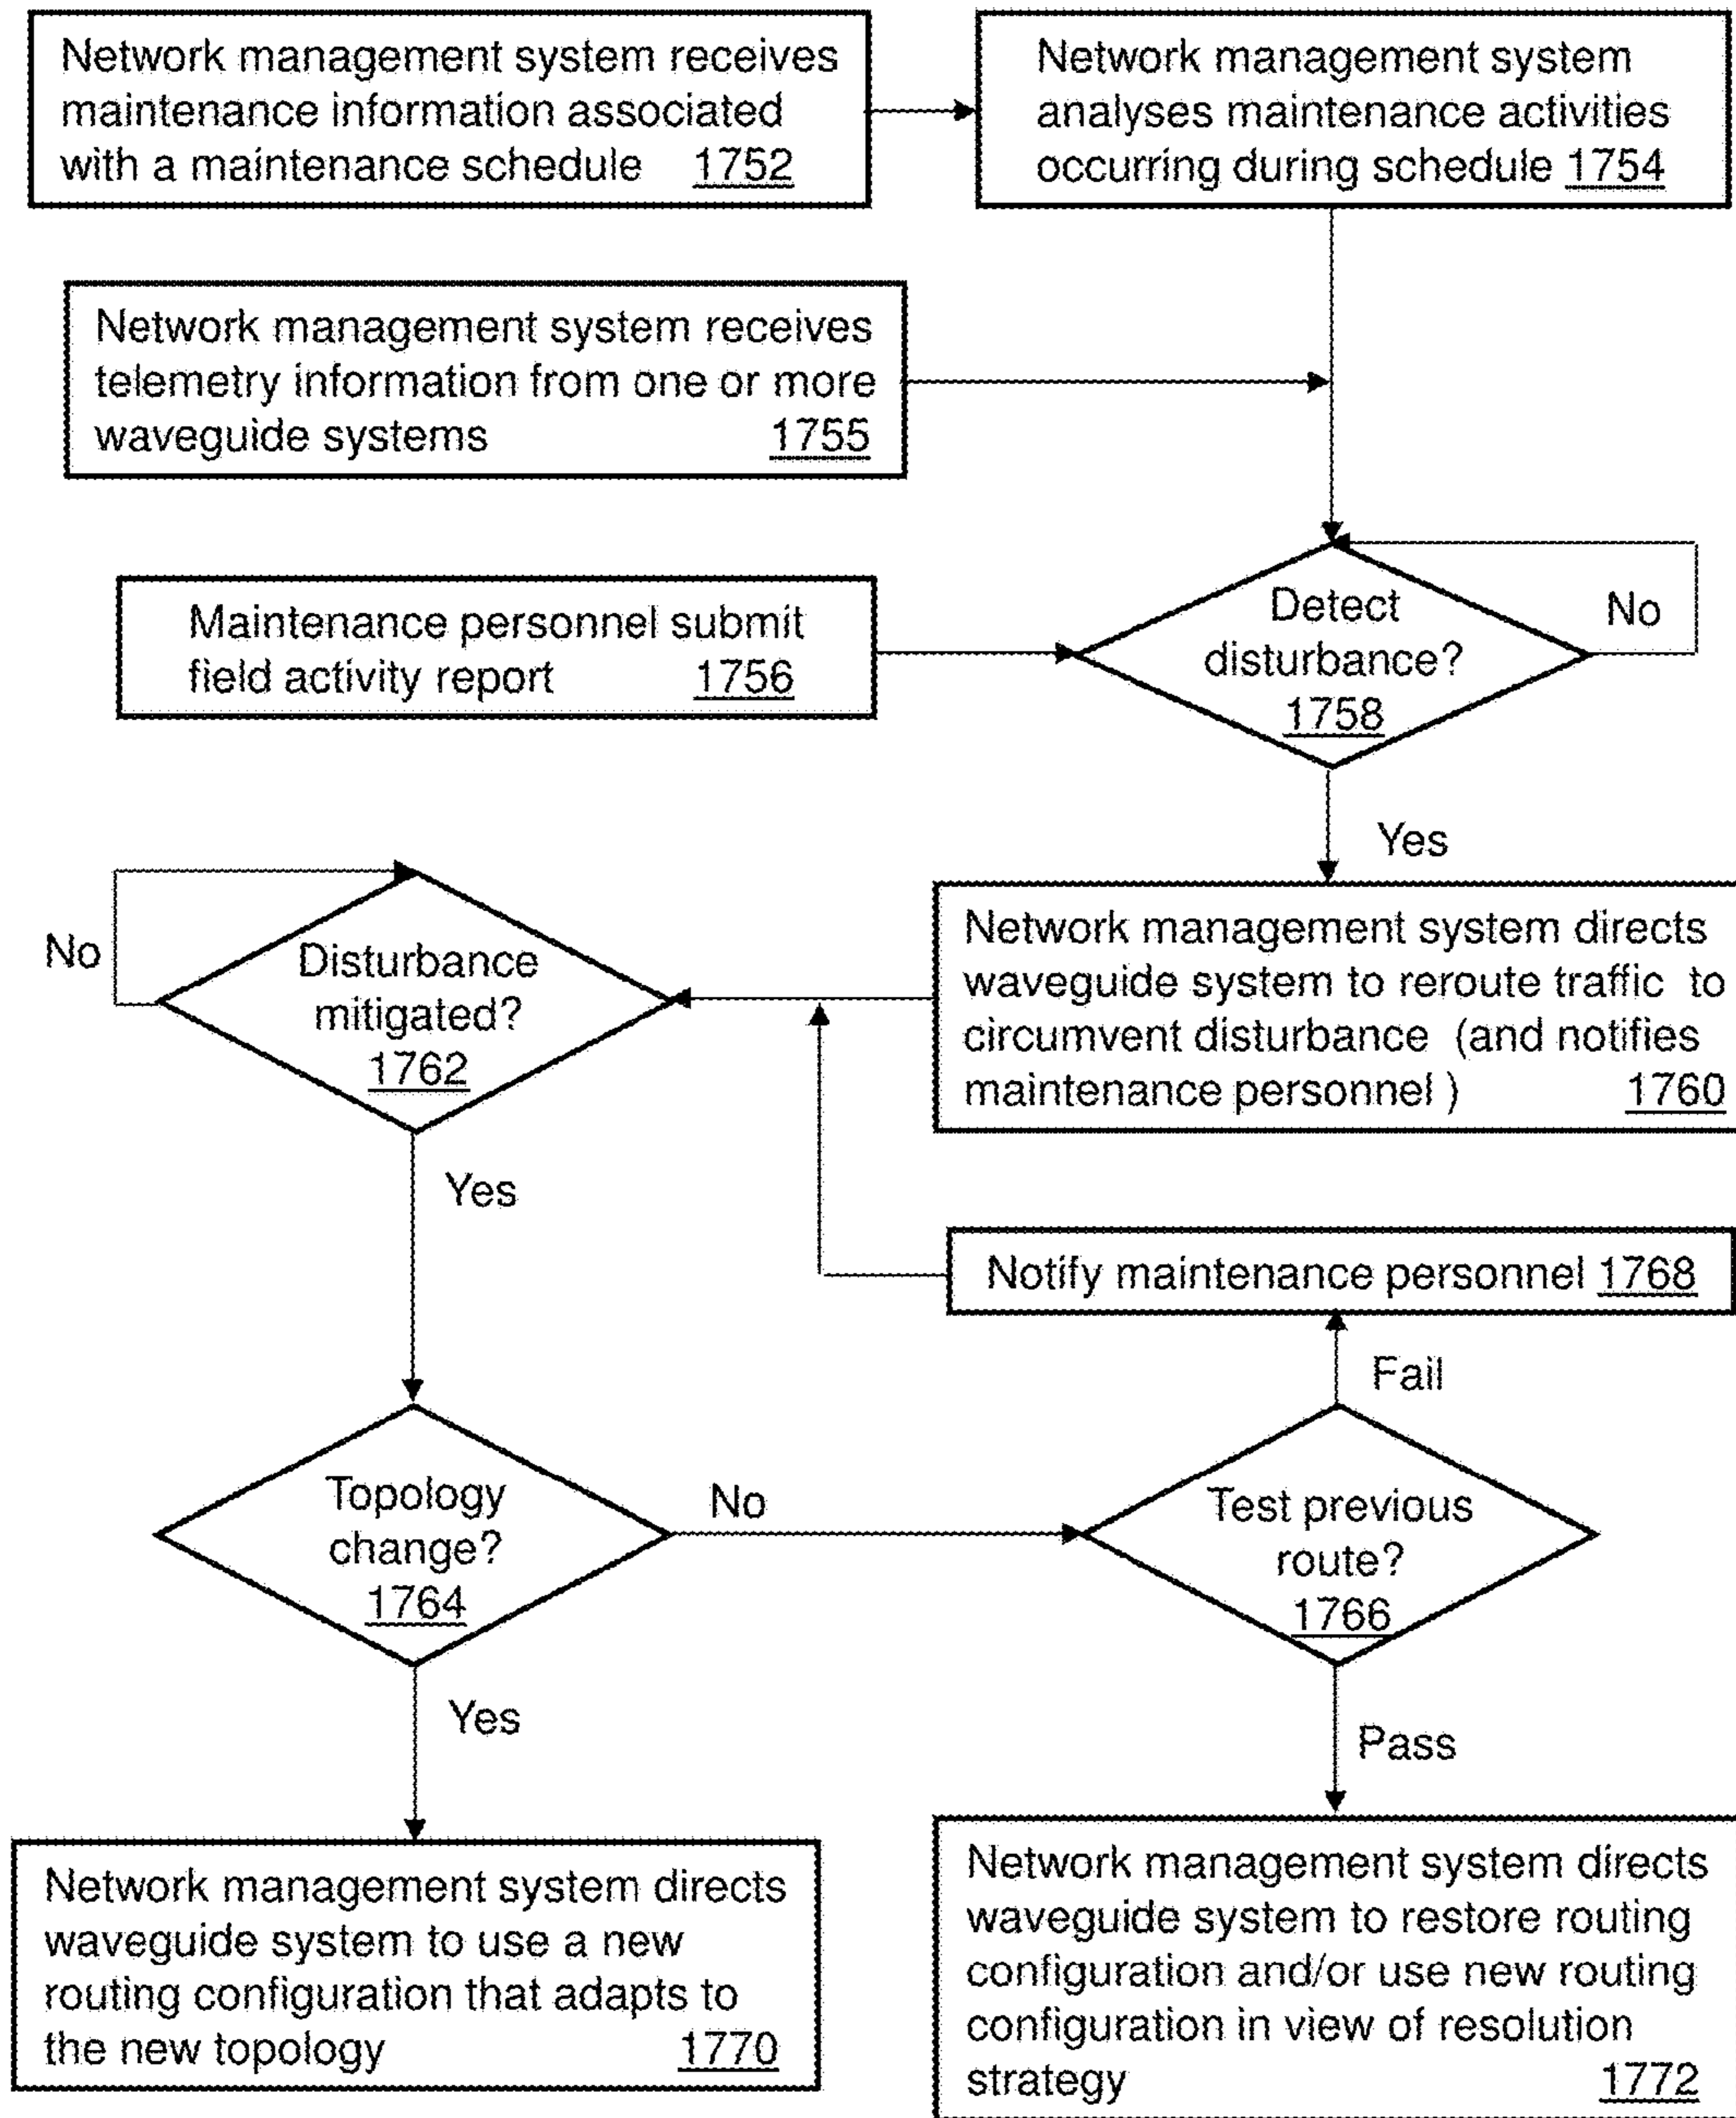 Network management system receives
maintenance information associated
with a maintenance schedule 1752
Network management system
analyses maintenance activities
occurring during schedule 1754
Network management system receives
telemetry information from one or more
waveguide systems 1755
Maintenance personnel submit
field activity report 1756
Detect
disturbance?
1758
No
Yes
Network management system directs
waveguide system to reroute traffic to
circumvent disturbance (and notifies
maintenance personnel ) 1760
No
Disturbance
mitigated?
1762
Yes
Notify maintenance personnel 1768
Fail
Topology
change?
1764
No
Test previous
route?
1766
Yes
Pass
Network management system directs
waveguide system to use a new
routing configuration that adapts to
the new topology 1770
Network management system directs
waveguide system to restore routing
configuration and/or use new routing
configuration in view of resolution
strategy 1772